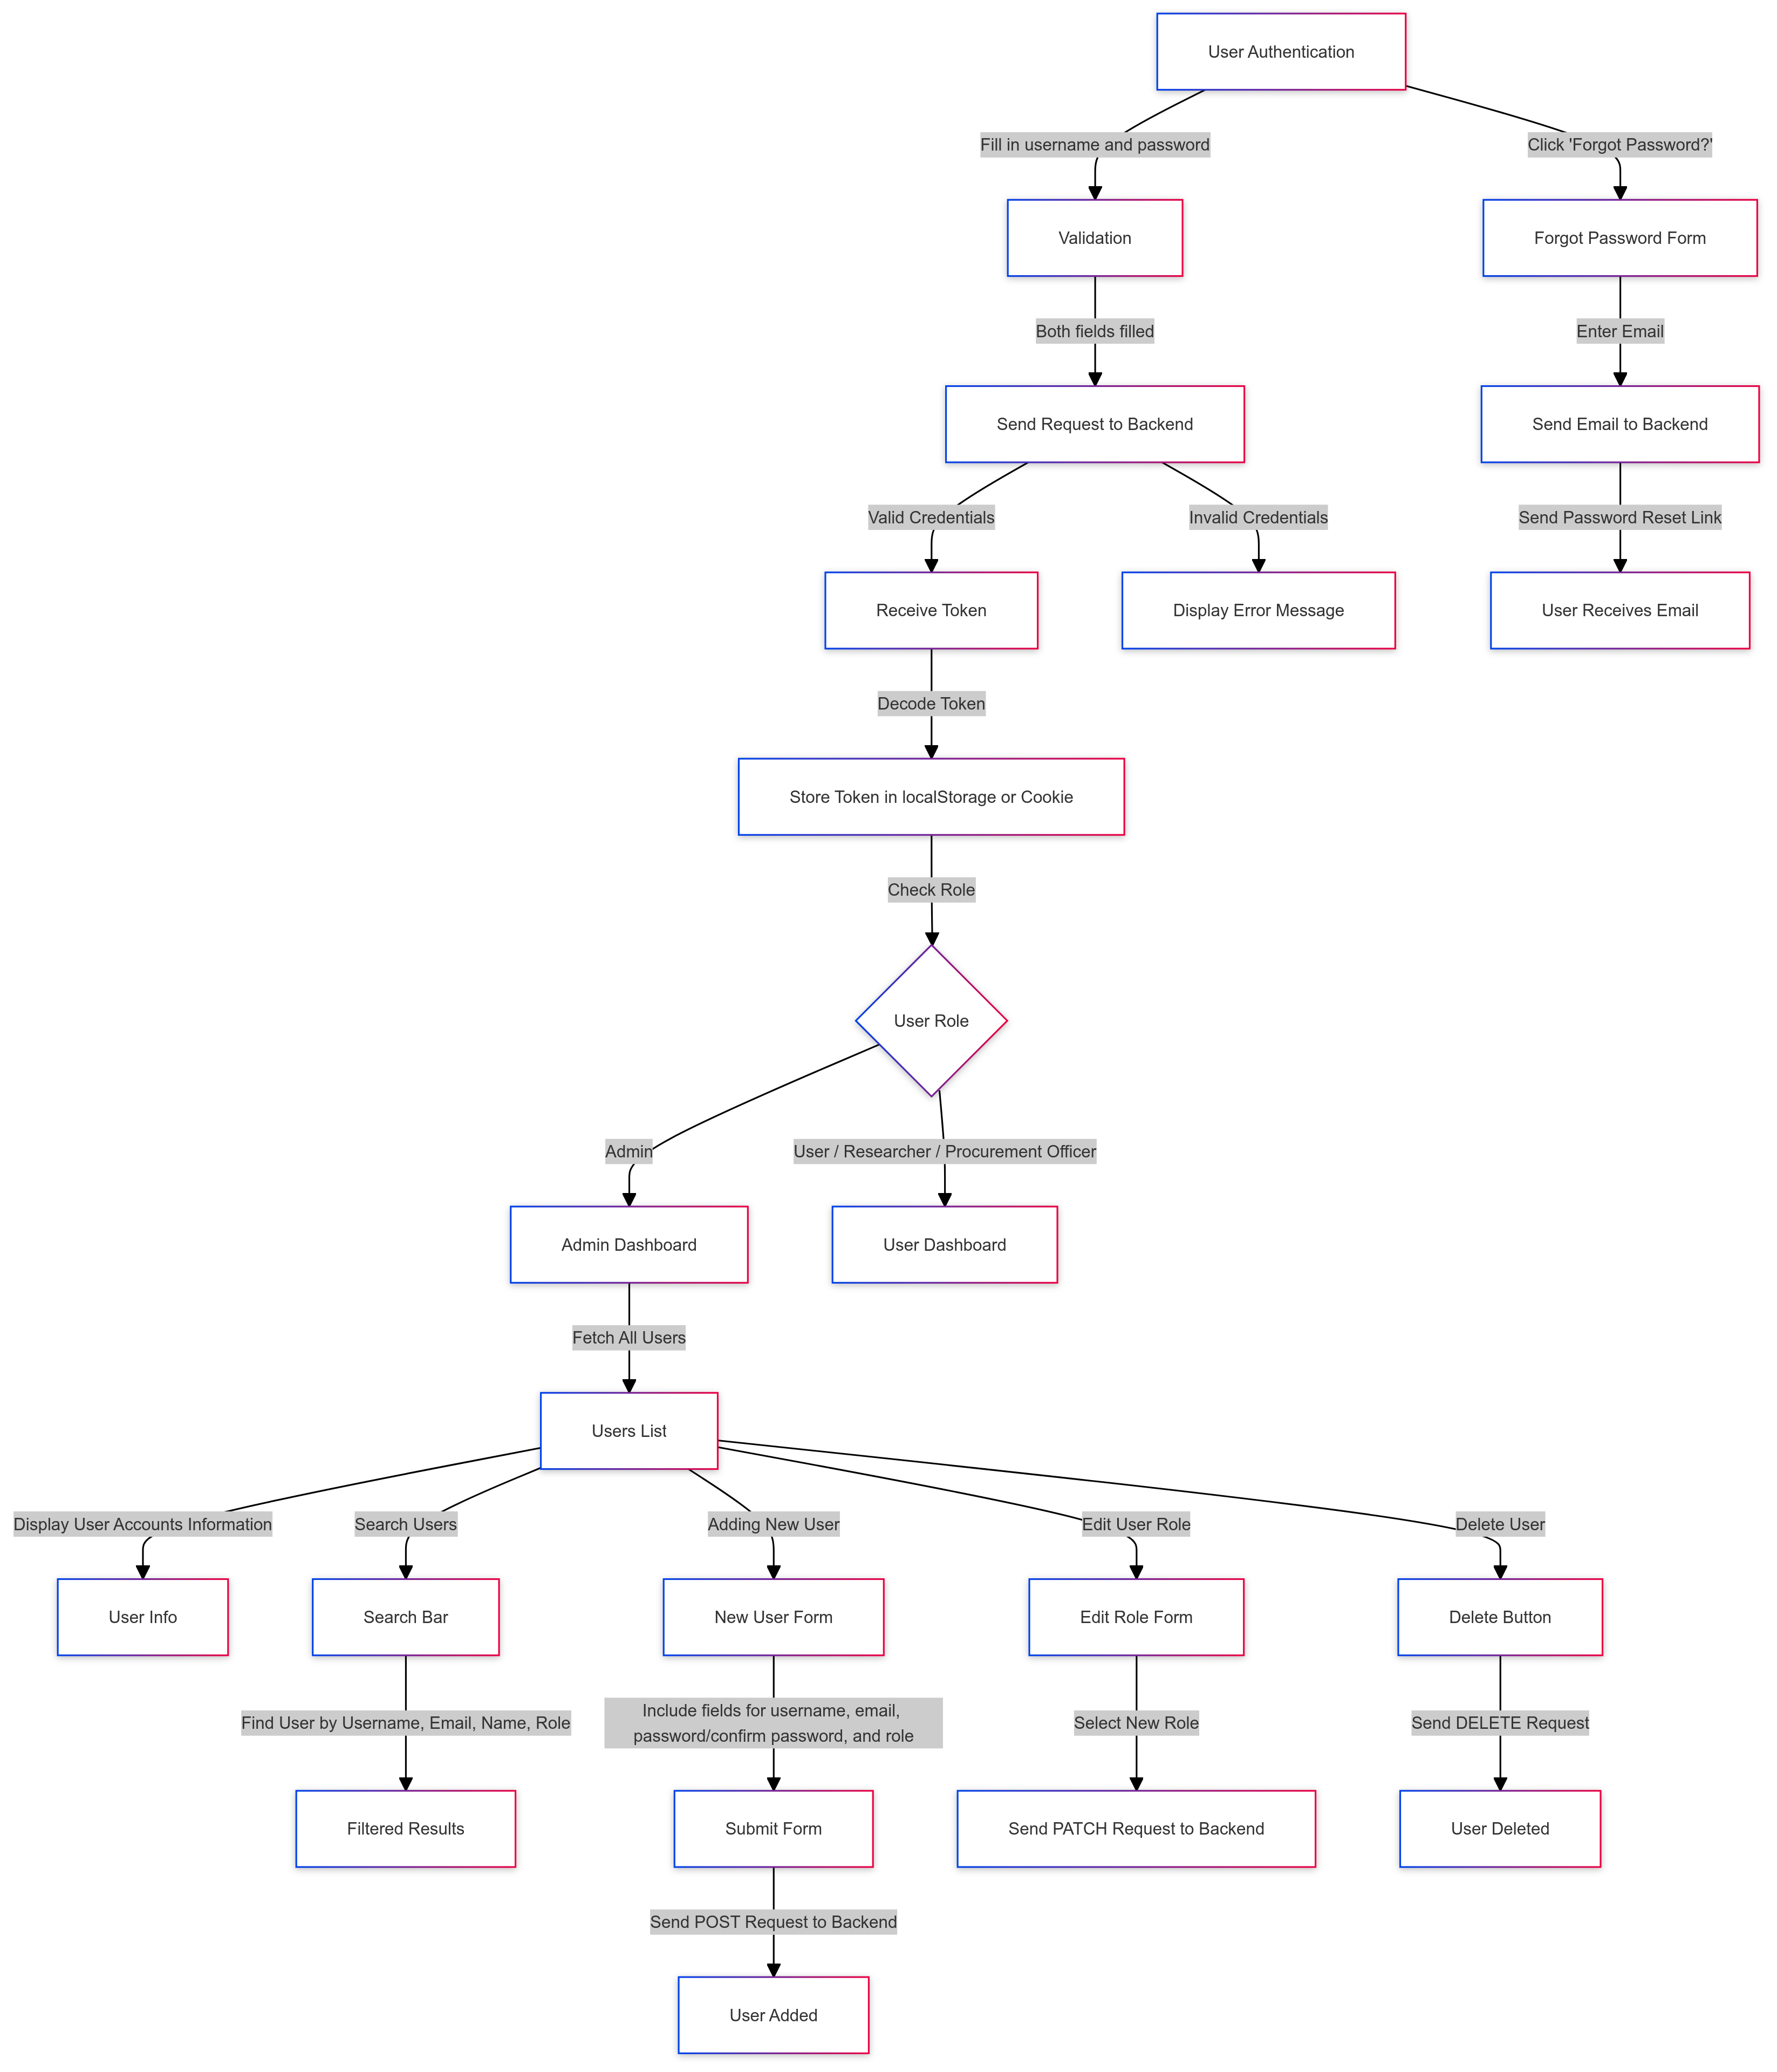 User Authentication
Fill in username and password
Click 'Forgot Password?'
Validation
Forgot Password Form
Both fields filled
Enter Email
Send Request to Backend
Send Email to Backend
Valid Credentials
Invalid Credentials
Send Password Reset Link
Receive Token
Display Error Message
User Receives Email
Decode Token
Store Token in localStorage or Cookie
Check Role
User Role
Admin
User / Researcher / Procurement Officer
Admin Dashboard
User Dashboard
Fetch All Users
Users List
Display User Accounts Information
Search Users
Adding New User
Edit User Role
Delete User
User Info
Search Bar
New User Form
Edit Role Form
Delete Button
Find User by Username, Email, Name, Role
Include fields for username, email,
password/confirm password, and role
Select New Role
Send DELETE Request
Filtered Results
Submit Form
Send PATCH Request to Backend
User Deleted
Send POST Request to Backend
User Added